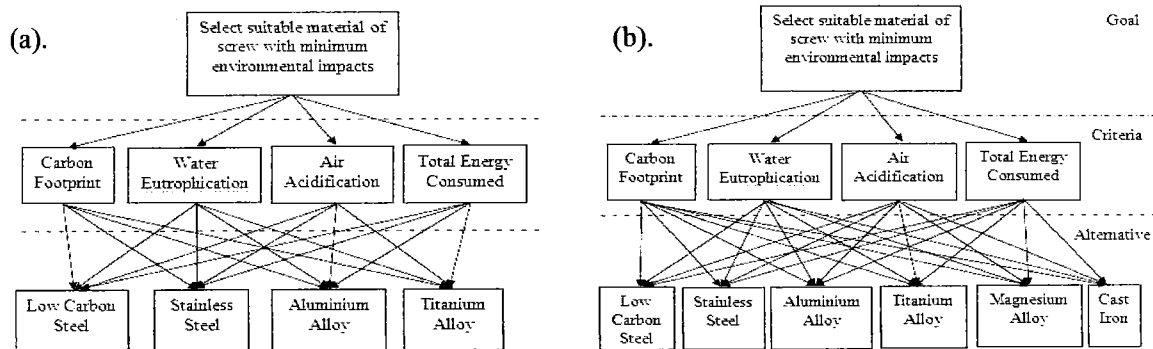 (a).
Select suitable material of
screw with minimum
environmental impacts
Carbon
Footprint
Water
Eutrophication
Air
Acidification
Total Energy
Consumed
Low Carbon
Steel
Stainless
Steel
Aluminium
Alloy
Titanium
Alloy
(b).
Select suitable material of
screw with minimum
environmental impacts
Goal
Criteria
Carbon
Footprint
Water
Eutrophication
Air
Acidification
Total Energy
Consumed
Alternative
Low
Carbon
Steel
Stainless
Steel
Aluminium
Alloy
Titanium
Alloy
Magnesium
Alloy
Cast
Iron